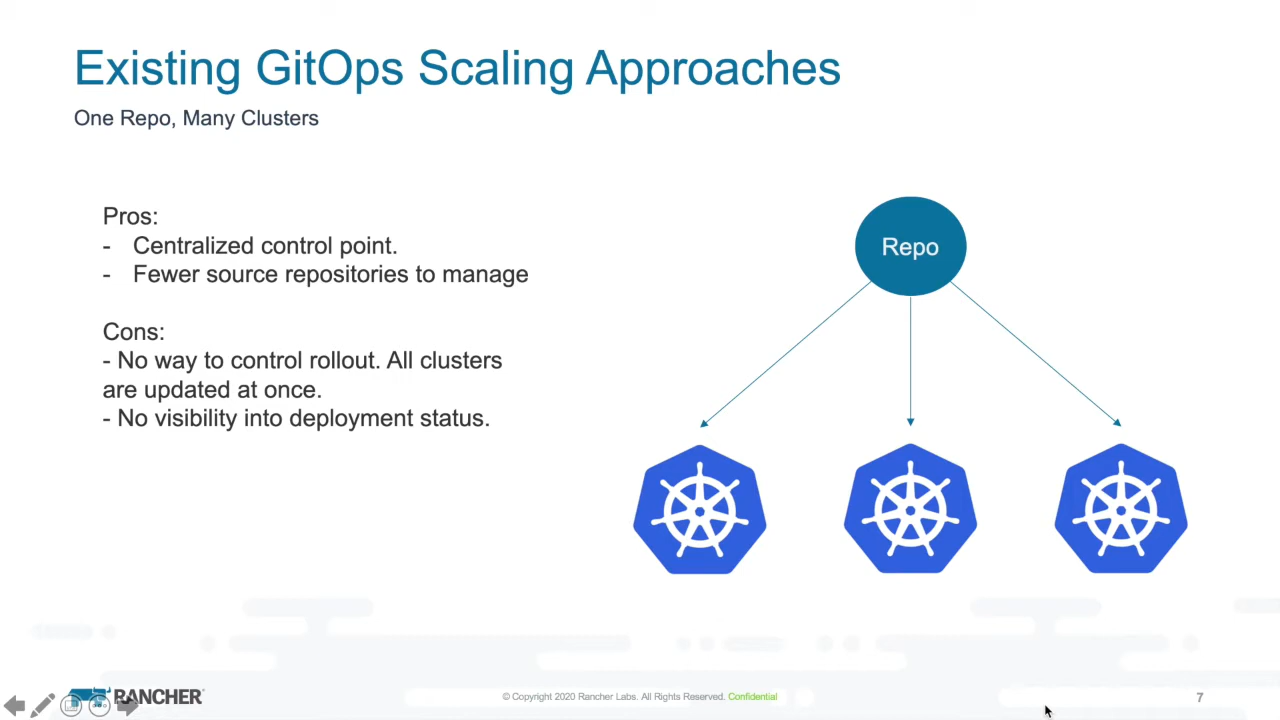 Existing GitOps Scaling Approaches
One Repo, Many Clusters
Pros:
- Centralized control point.
- Fewer source repositories to manage
Cons:
- No way to control rollout. All clusters
are updated at once.
- No visibility into deployment status.
Repo
RANCHER
© Copyright 2020 Rancher Labs. All Rights Reserved. Confidential
7